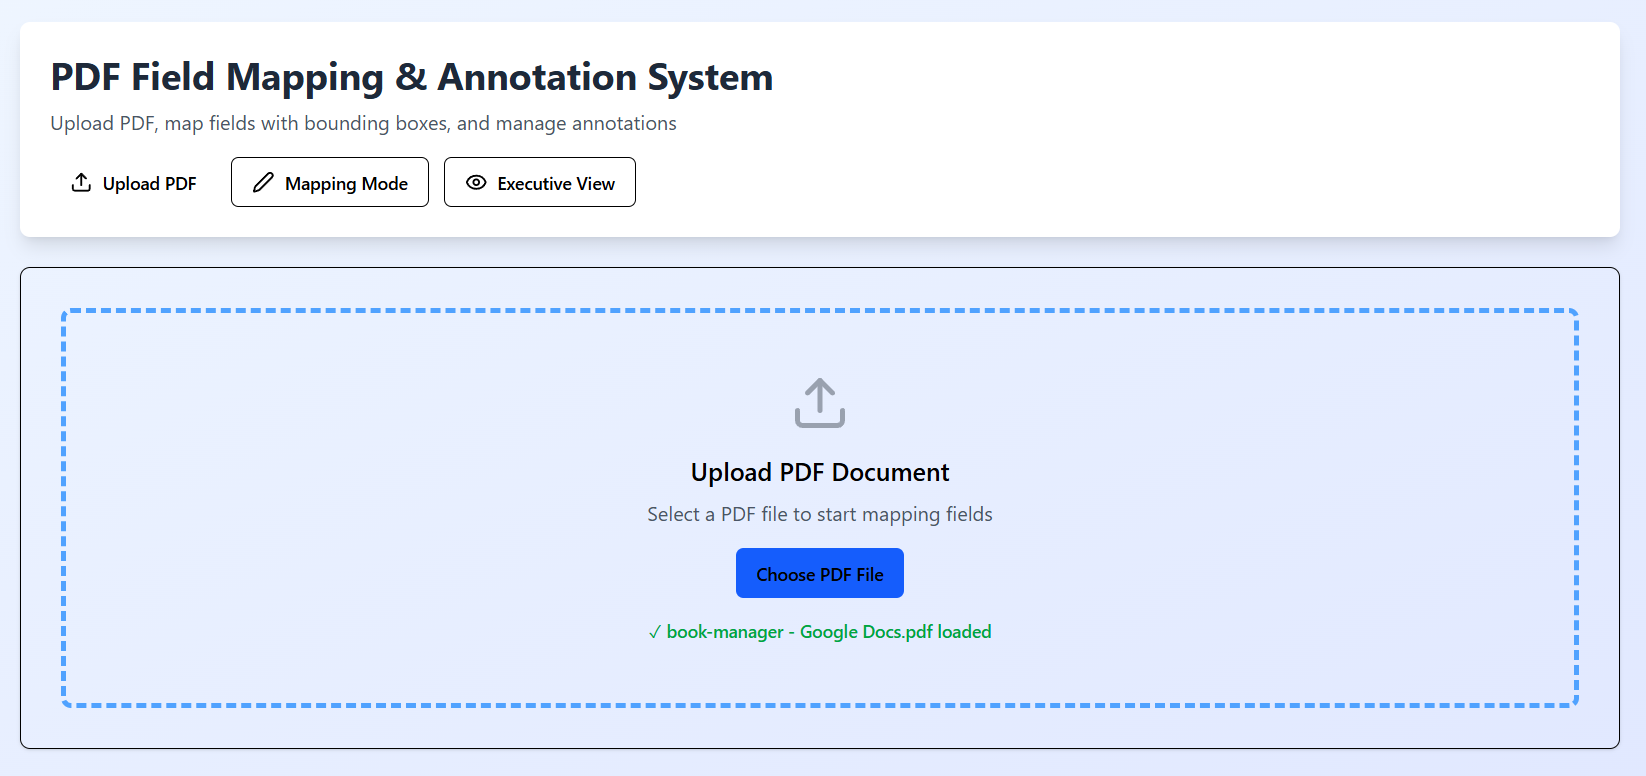 PDF Field Mapping & Annotation System
Upload PDF, map fields with bounding boxes, and manage annotations
Upload PDF
Mapping Mode
Executive View
Upload PDF Document
Select a PDF file to start mapping fields
Choose PDF File
✓ book-manager - Google Docs.pdf loaded